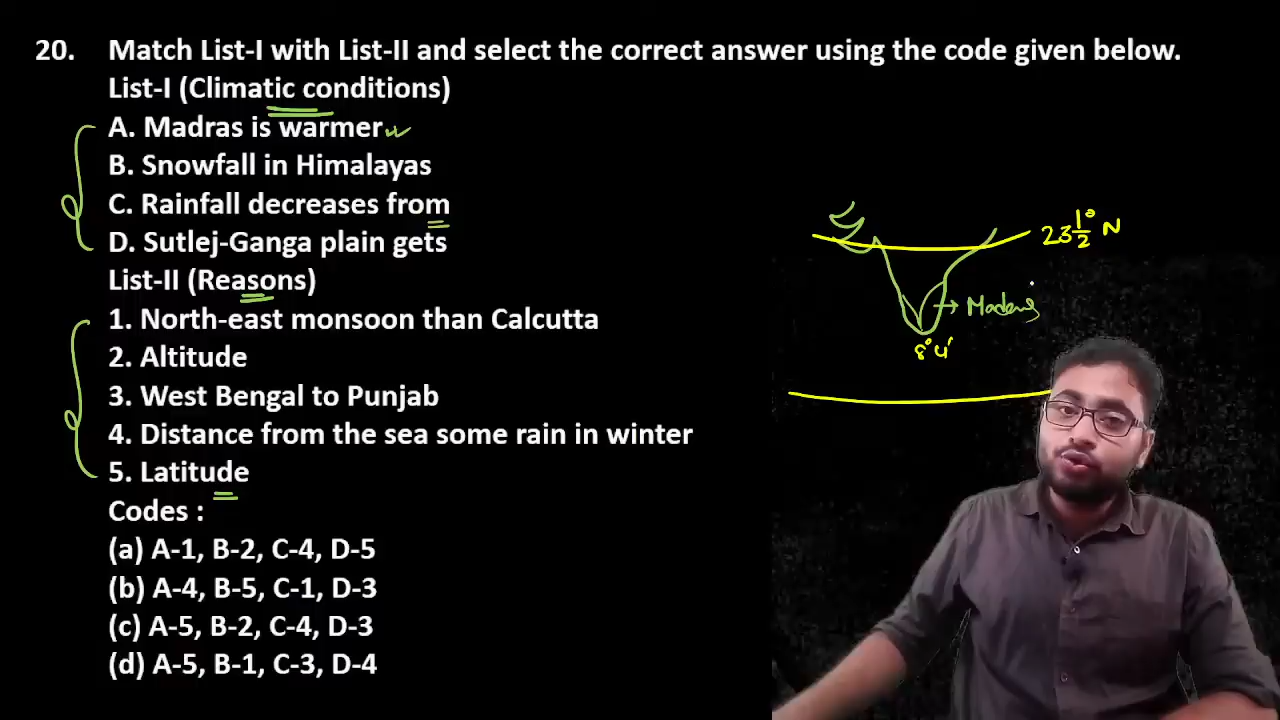 20. Match List-I with List-II and select the correct answer using the code given below.
List-I (Climatic conditions)
A. Madras is warmer
B. Snowfall in Himalayas
C. Rainfall decreases from
D. Sutlej-Ganga plain gets
List-II (Reasons)
1. North-east monsoon than Calcutta
2. Altitude
3. West Bengal to Punjab
4. Distance from the sea some rain in winter
5. Latitude
Codes :
(a) A-1, B-2, C-4, D-5
(b) A-4, B-5, C-1, D-3
(c) A-5, B-2, C-4, D-3
(d) A-5, B-1, C-3, D-4
23 1/2° N
Madras
8°4'